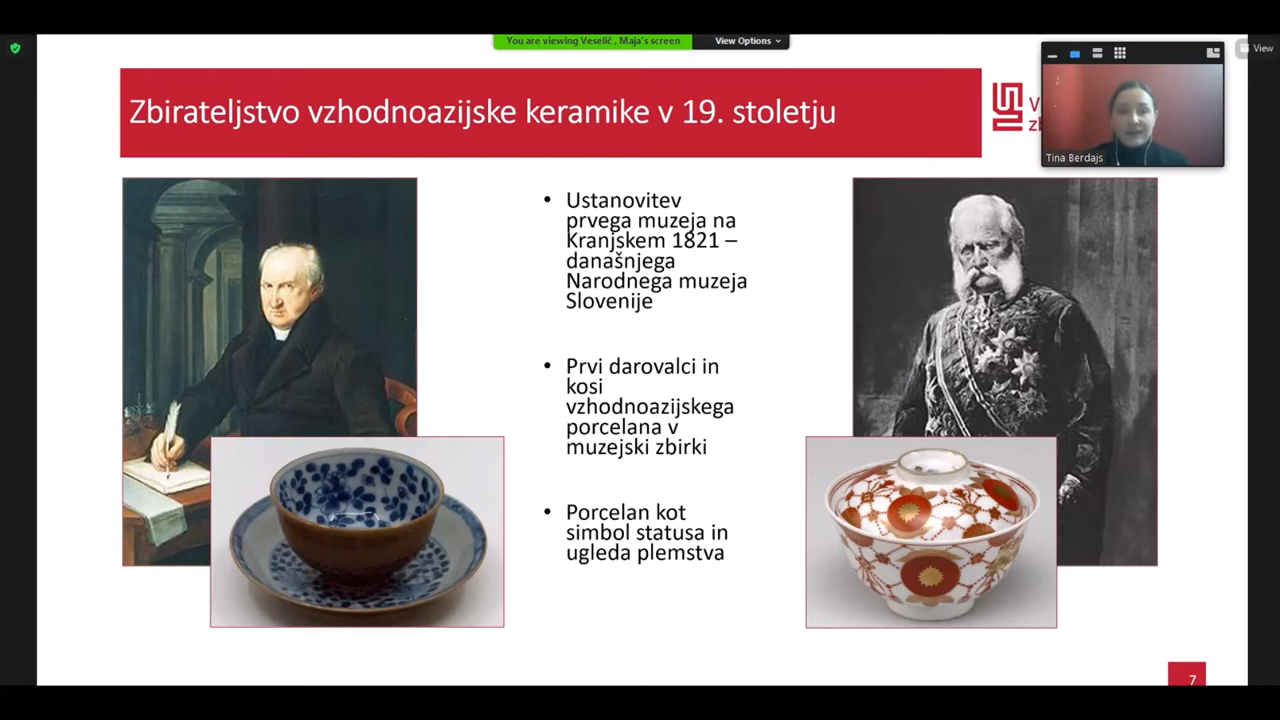 You are viewing Veselič , Maja's screen
View Options
View
Zbirateljstvo vzhodnoazijske keramike v 19. stoletju
V
zb
Tina Berdajs
• Ustanovitev
prvega muzeja na
Kranjskem 1821 –
današnjega
Narodnega muzeja
Slovenije
• Prvi darovalci in
kosi
vzhodnoazijskega
porcelana v
muzejski zbirki
• Porcelan kot
simbol statusa in
ugleda plemstva
7